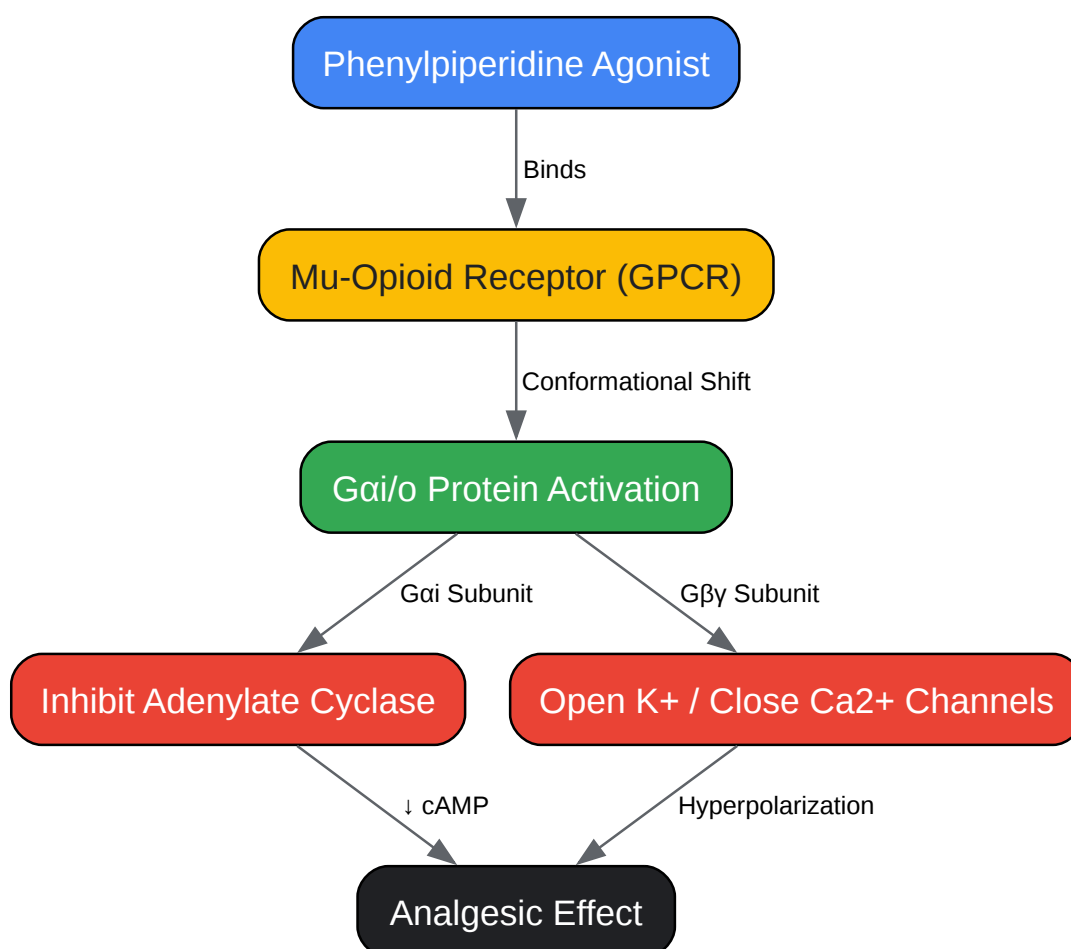 Phenylpiperidine Agonist
Binds
Mu-Opioid Receptor (GPCR)
Conformational Shift
Gαi/o Protein Activation
Gαi Subunit
Gβγ Subunit
Inhibit Adenylate Cyclase
Open K+ / Close Ca2+ Channels
↓ cAMP
Hyperpolarization
Analgesic Effect